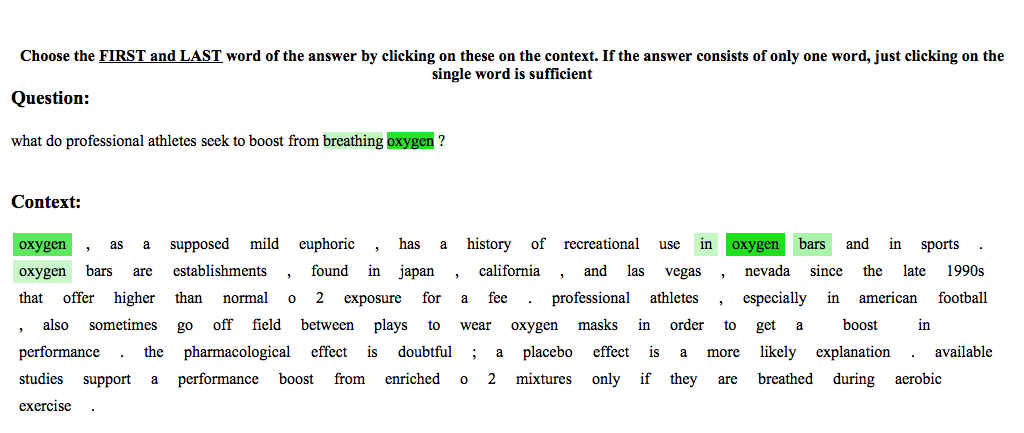 Choose the FIRST and LAST word of the answer by clicking on these on the context. If the answer consists of only one word, just clicking on the
single word is sufficient
Question:
what do professional athletes seek to boost from breathing oxygen ?
Context:
oxygen , as a supposed mild euphoric , has a history of recreational use in oxygen bars and in sports .
oxygen bars are establishments , found in japan , california , and las vegas , nevada since the late 1990s
that offer higher than normal o 2 exposure for a fee . professional athletes , especially in american football
, also sometimes go off field between plays to wear oxygen masks in order to get a boost in
performance . the pharmacological effect is doubtful ; a placebo effect is a more likely explanation . available
studies support a performance boost from enriched o 2 mixtures only if they are breathed during aerobic
exercise .